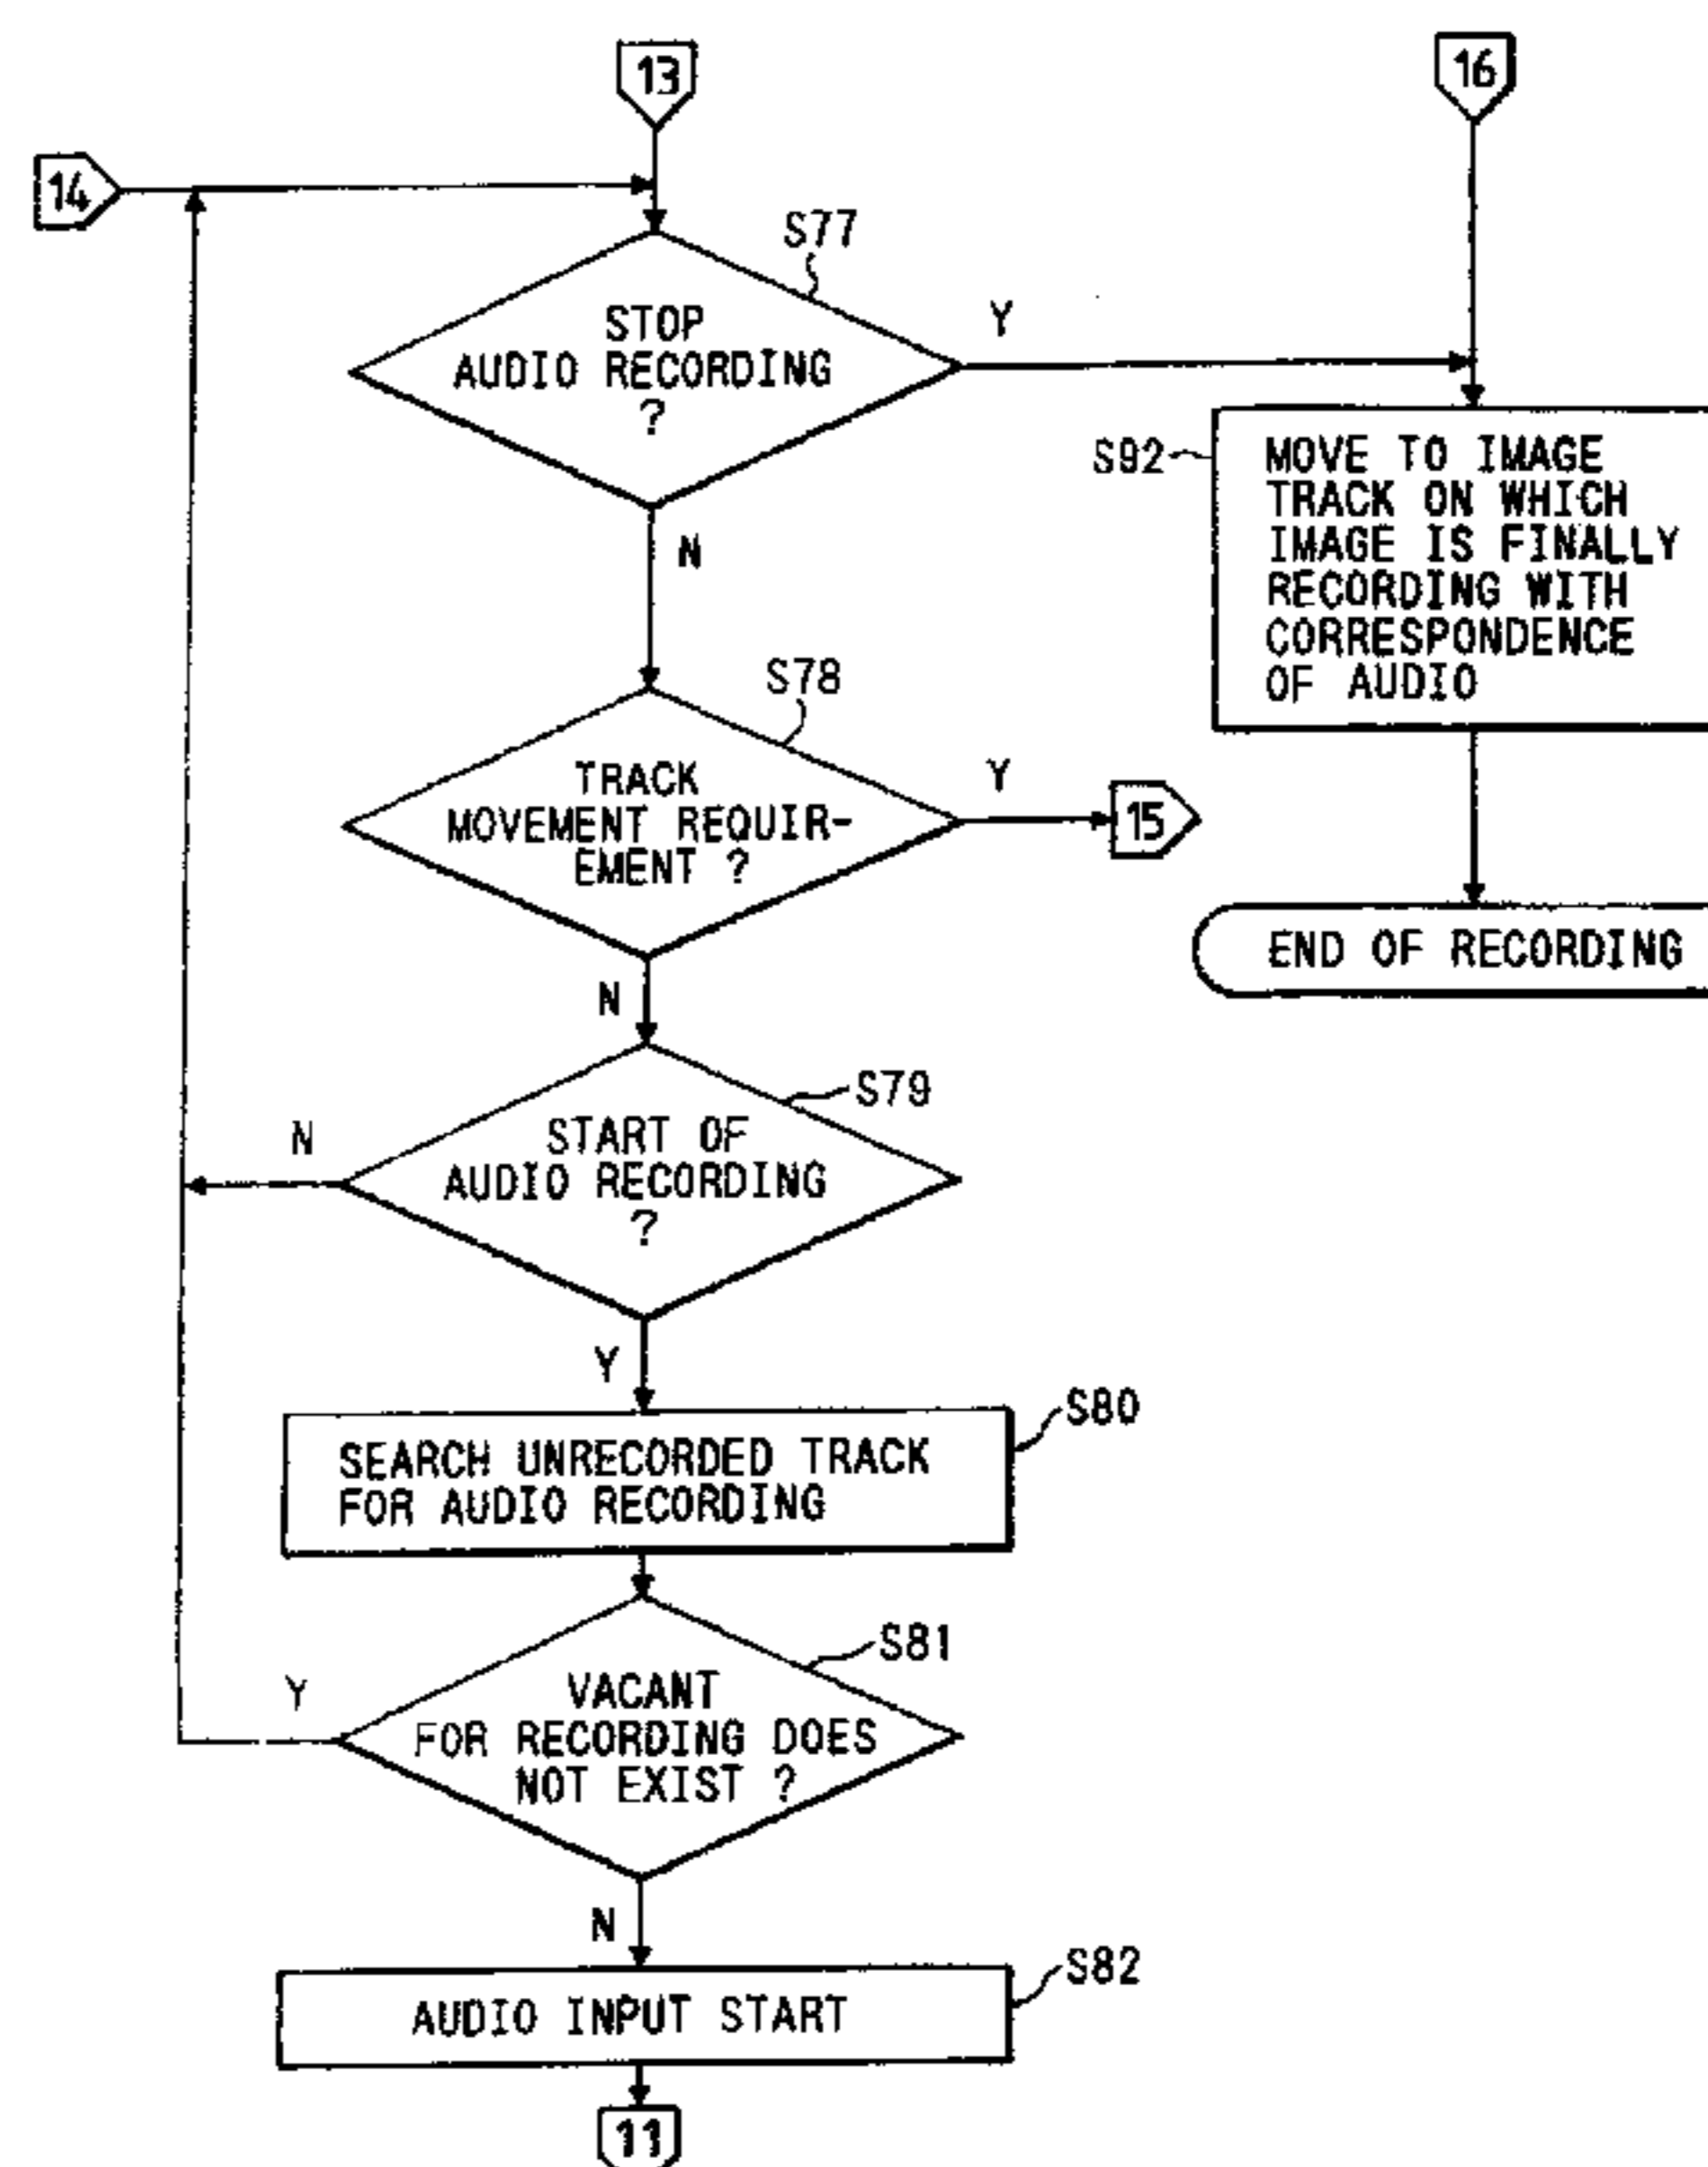 13
16
14
S77
STOP
AUDIO RECORDING
?
Y
N
S92
MOVE TO IMAGE
TRACK ON WHICH
IMAGE IS FINALLY
RECORDING WITH
CORRESPONDENCE
OF AUDIO
S78
TRACK
MOVEMENT REQUIR-
EMENT ?
Y
15
N
END OF RECORDING
S79
START OF
AUDIO RECORDING
?
N
Y
S80
SEARCH UNRECORDED TRACK
FOR AUDIO RECORDING
S81
VACANT
FOR RECORDING DOES
NOT EXIST ?
Y
N
S82
AUDIO INPUT START
11